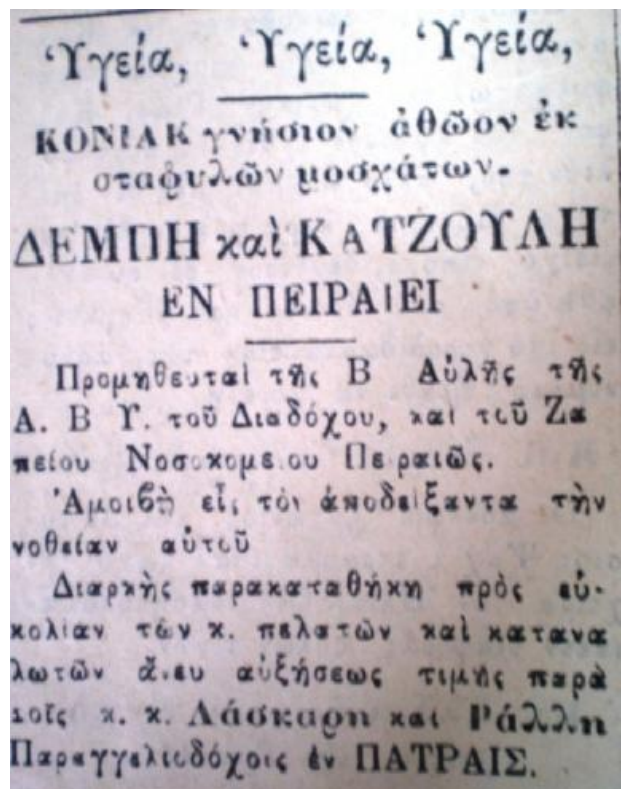 Ὑγεία, Ὑγεία, Ὑγεία,
ΚΟΝΙΑΚ γνήσιον ἀθῶον ἐκ
σταφυλῶν μοσχάτων.
ΔΕΜΠΗ καὶ ΚΑΤΖΟΥΛΗ
ΕΝ ΠΕΙΡΑΙΕΙ
Προμηθευταὶ τῆς Β Αὐλῆς τῆς
Α. Β Υ. τοῦ Διαδόχου, καὶ τοῦ Ζα
πείου Νοσοκομείου Πειραιῶς.
Ἀμοιβὴ εἰς τὸν ἀποδείξαντα τὴν
νοθείαν αὐτοῦ
Διαρκὴς παρακαταθήκη πρὸς εὐ-
κολίαν τῶν κ. πελατῶν καὶ κατανα
λωτῶν ἄνευ αὐξήσεως τιμῆς παρὰ
τοῖς κ. κ. Λάσκαρη καὶ Ράλλη
Παραγγελιοδόχοις ἐν ΠΑΤΡΑΙΣ.